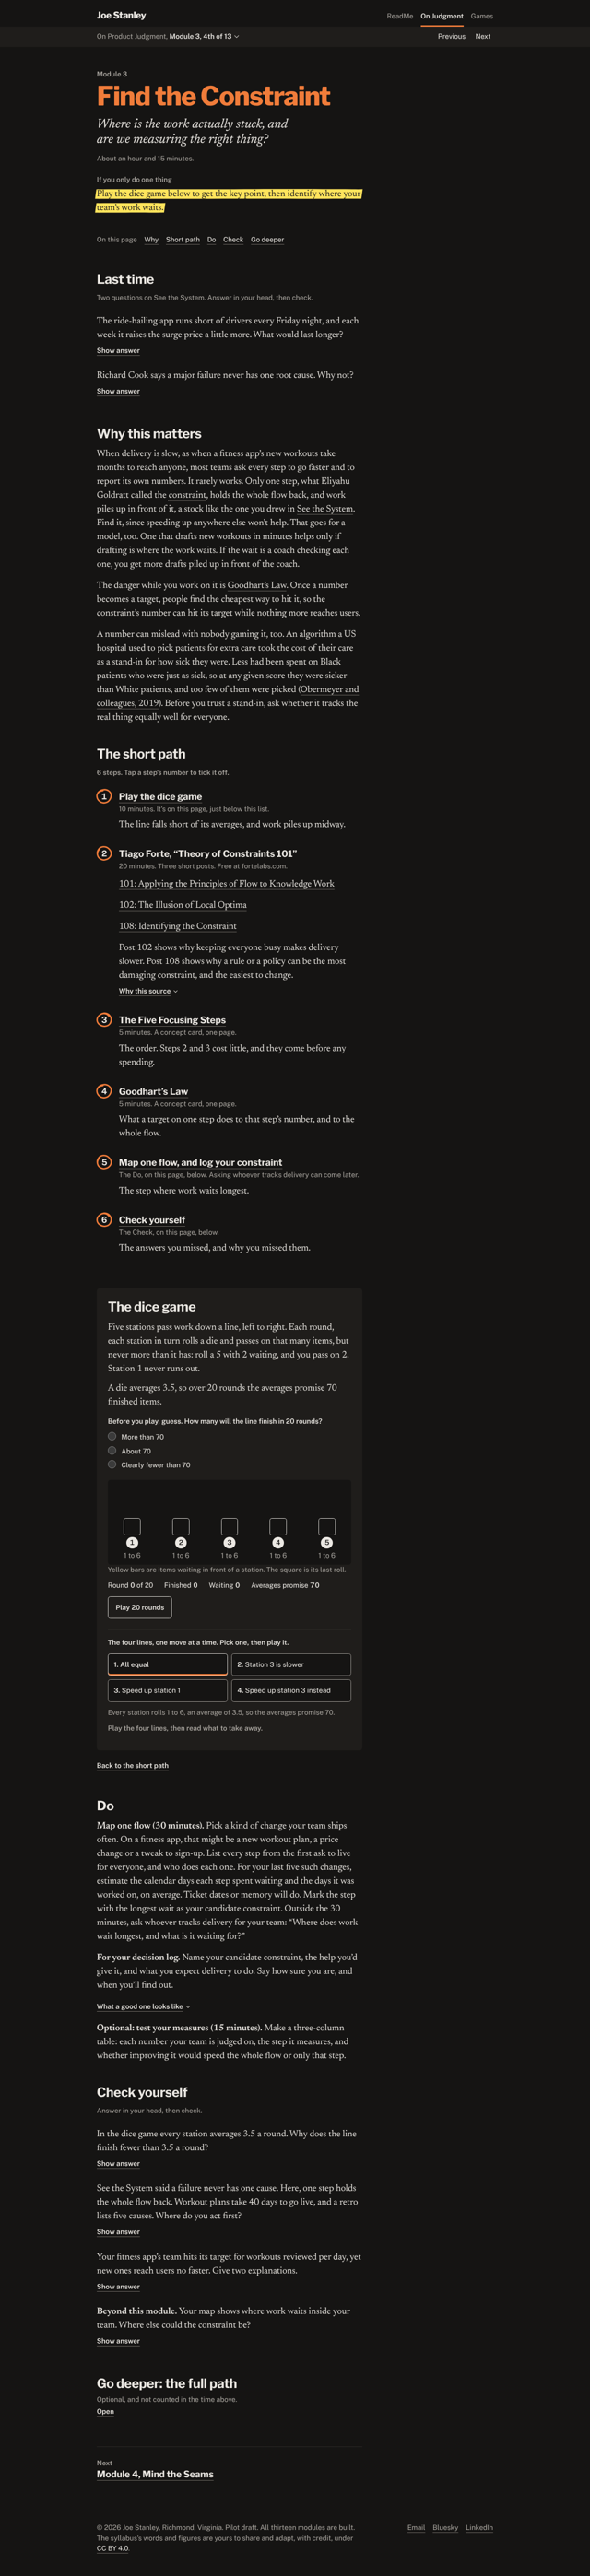 Joe Stanley
ReadMe On Judgment Games
On Product Judgment, Module 3, 4th of 13
Previous Next
Module 3
Find the Constraint
Where is the work actually stuck, and
are we measuring the right thing?
About an hour and 15 minutes.
If you only do one thing
Play the dice game below to get the key point, then identify where your
team's work waits.
On this page Why Short path Do Check Go deeper
Last time
Two questions on See the System. Answer in your head, then check.
The ride-hailing app runs short of drivers every Friday night, and each
week it raises the surge price a little more. What would last longer?
Show answer
Richard Cook says a major failure never has one root cause. Why not?
Show answer
Why this matters
When delivery is slow, as when a fitness app's new workouts take
months to reach anyone, most teams ask every step to go faster and to
report its own numbers. It rarely works. Only one step, what Eliyahu
Goldratt called the constraint, holds the whole flow back, and work
piles up in front of it, a stock like the one you drew in See the System.
Find it, since speeding up anywhere else won't help. That goes for a
model, too. One that drafts new workouts in minutes helps only if
drafting is where the work waits. If the wait is a coach checking each
one, you get more drafts piled up in front of the coach.
The danger while you work on it is Goodhart's Law. Once a number
becomes a target, people find the cheapest way to hit it, so the
constraint's number can hit its target while nothing more reaches users.
A number can mislead with nobody gaming it, too. An algorithm a US
hospital used to pick patients for extra care took the cost of their care
as a stand-in for how sick they were. Less had been spent on Black
patients who were just as sick, so at any given score they were sicker
than White patients, and too few of them were picked (Obermeyer and
colleagues, 2019). Before you trust a stand-in, ask whether it tracks the
real thing equally well for everyone.
The short path
6 steps. Tap a step's number to tick it off.
1 Play the dice game
10 minutes. It's on this page, just below this list.
The line falls short of its averages, and work piles up midway.
2 Tiago Forte, “Theory of Constraints 101”
20 minutes. Three short posts. Free at fortelabs.com.
101: Applying the Principles of Flow to Knowledge Work
102: The Illusion of Local Optima
108: Identifying the Constraint
Post 102 shows why keeping everyone busy makes delivery
slower. Post 108 shows why a rule or a policy can be the most
damaging constraint, and the easiest to change.
Why this source
3 The Five Focusing Steps
5 minutes. A concept card, one page.
The order. Steps 2 and 3 cost little, and they come before any
spending.
4 Goodhart's Law
5 minutes. A concept card, one page.
What a target on one step does to that step's number, and to the
whole flow.
5 Map one flow, and log your constraint
The Do, on this page, below. Asking whoever tracks delivery can come later.
The step where work waits longest.
6 Check yourself
The Check, on this page, below.
The answers you missed, and why you missed them.
The dice game
Five stations pass work down a line, left to right. Each round,
each station in turn rolls a die and passes on that many items, but
never more than it has: roll a 5 with 2 waiting, and you pass on 2.
Station 1 never runs out.
A die averages 3.5, so over 20 rounds the averages promise 70
finished items.
Before you play, guess. How many will the line finish in 20 rounds?
More than 70
About 70
Clearly fewer than 70
1 2 3 4 5
1 to 6 1 to 6 1 to 6 1 to 6 1 to 6
Yellow bars are items waiting in front of a station. The square is its last roll.
Round 0 of 20 Finished 0 Waiting 0 Averages promise 70
Play 20 rounds
The four lines, one move at a time. Pick one, then play it.
1. All equal
2. Station 3 is slower
3. Speed up station 1
4. Speed up station 3 instead
Every station rolls 1 to 6, an average of 3.5, so the averages promise 70.
Play the four lines, then read what to take away.
Back to the short path
Do
Map one flow (30 minutes). Pick a kind of change your team ships
often. On a fitness app, that might be a new workout plan, a price
change or a tweak to sign-up. List every step from the first ask to live
for everyone, and who does each one. For your last five such changes,
estimate the calendar days each step spent waiting and the days it was
worked on, on average. Ticket dates or memory will do. Mark the step
with the longest wait as your candidate constraint. Outside the 30
minutes, ask whoever tracks delivery for your team: “Where does work
wait longest, and what is it waiting for?”
For your decision log. Name your candidate constraint, the help you'd
give it, and what you expect delivery to do. Say how sure you are, and
when you'll find out.
What a good one looks like
Optional: test your measures (15 minutes). Make a three-column
table: each number your team is judged on, the step it measures, and
whether improving it would speed the whole flow or only that step.
Check yourself
Answer in your head, then check.
In the dice game every station averages 3.5 a round. Why does the line
finish fewer than 3.5 a round?
Show answer
See the System said a failure never has one cause. Here, one step holds
the whole flow back. Workout plans take 40 days to go live, and a retro
lists five causes. Where do you act first?
Show answer
Your fitness app's team hits its target for workouts reviewed per day, yet
new ones reach users no faster. Give two explanations.
Show answer
Beyond this module. Your map shows where work waits inside your
team. Where else could the constraint be?
Show answer
Go deeper: the full path
Optional, and not counted in the time above.
Open
Next
Module 4, Mind the Seams
© 2026 Joe Stanley, Richmond, Virginia. Pilot draft. All thirteen modules are built.
The syllabus's words and figures are yours to share and adapt, with credit, under
CC BY 4.0.
Email Bluesky LinkedIn